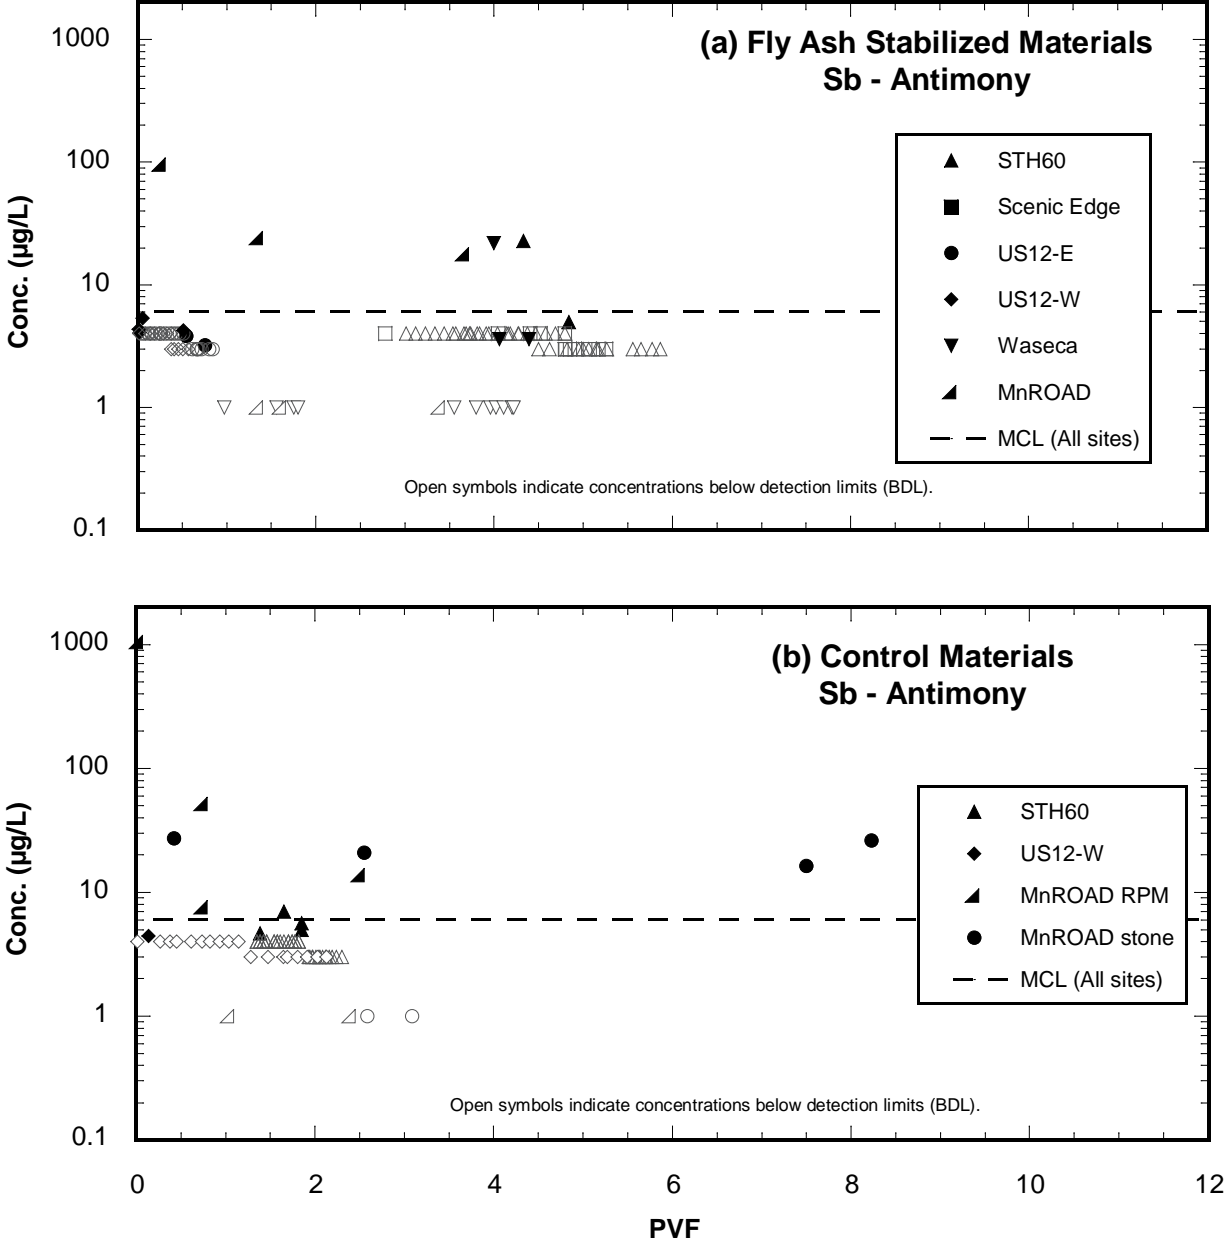 1000
100
10
1
0.1
Conc. (µg/L)
(a) Fly Ash Stabilized Materials
Sb - Antimony
STH60
Scenic Edge
US12-E
US12-W
Waseca
MnROAD
MCL (All sites)
Open symbols indicate concentrations below detection limits (BDL).
1000
100
10
1
0.1
Conc. (µg/L)
(b) Control Materials
Sb - Antimony
STH60
US12-W
MnROAD RPM
MnROAD stone
MCL (All sites)
Open symbols indicate concentrations below detection limits (BDL).
0 2 4 6 8 10 12
PVF